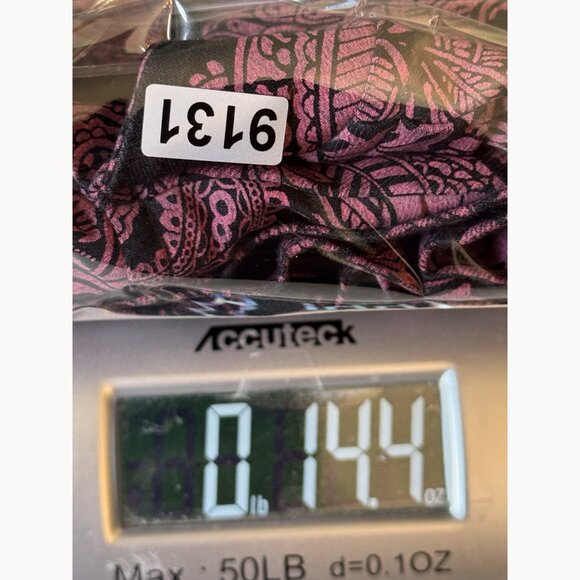 9131
Accuteck
0 lb 14.4 OZ
Max : 50LB d=0.1OZ